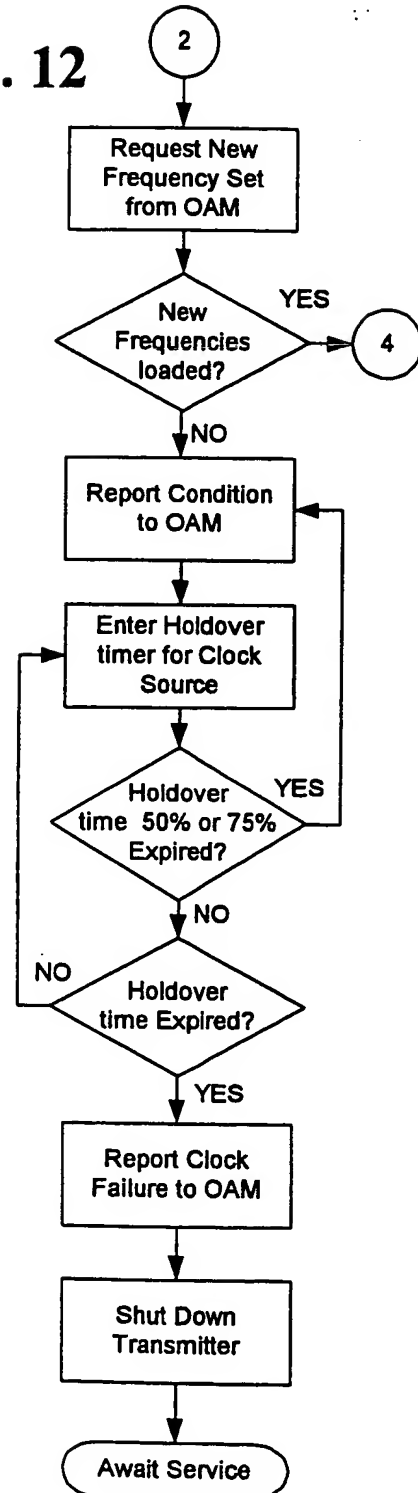 . 12
2
Request New
Frequency Set
from OAM
YES
New
Frequencies
loaded?
4
NO
Report Condition
to OAM
Enter Holdover
timer for Clock
Source
YES
Holdover
time 50% or 75%
Expired?
NO
NO
Holdover
time Expired?
YES
Report Clock
Failure to OAM
Shut Down
Transmitter
Await Service